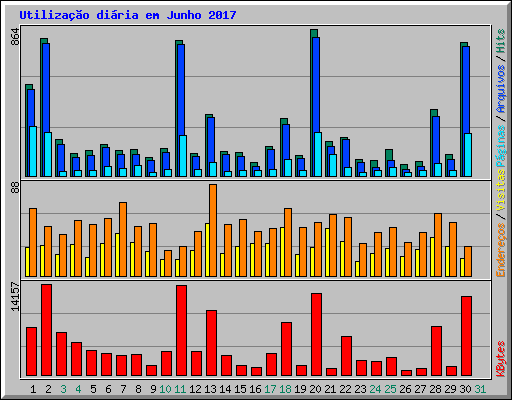 Utilização diária em Junho 2017
864
88
14157
Endereços / Visitas Páginas / Arquivos / Hits
KBytes
1 2 3 4 5 6 7 8 9 10 11 12 13 14 15 16 17 18 19 20 21 22 23 24 25 26 27 28 29 30 31